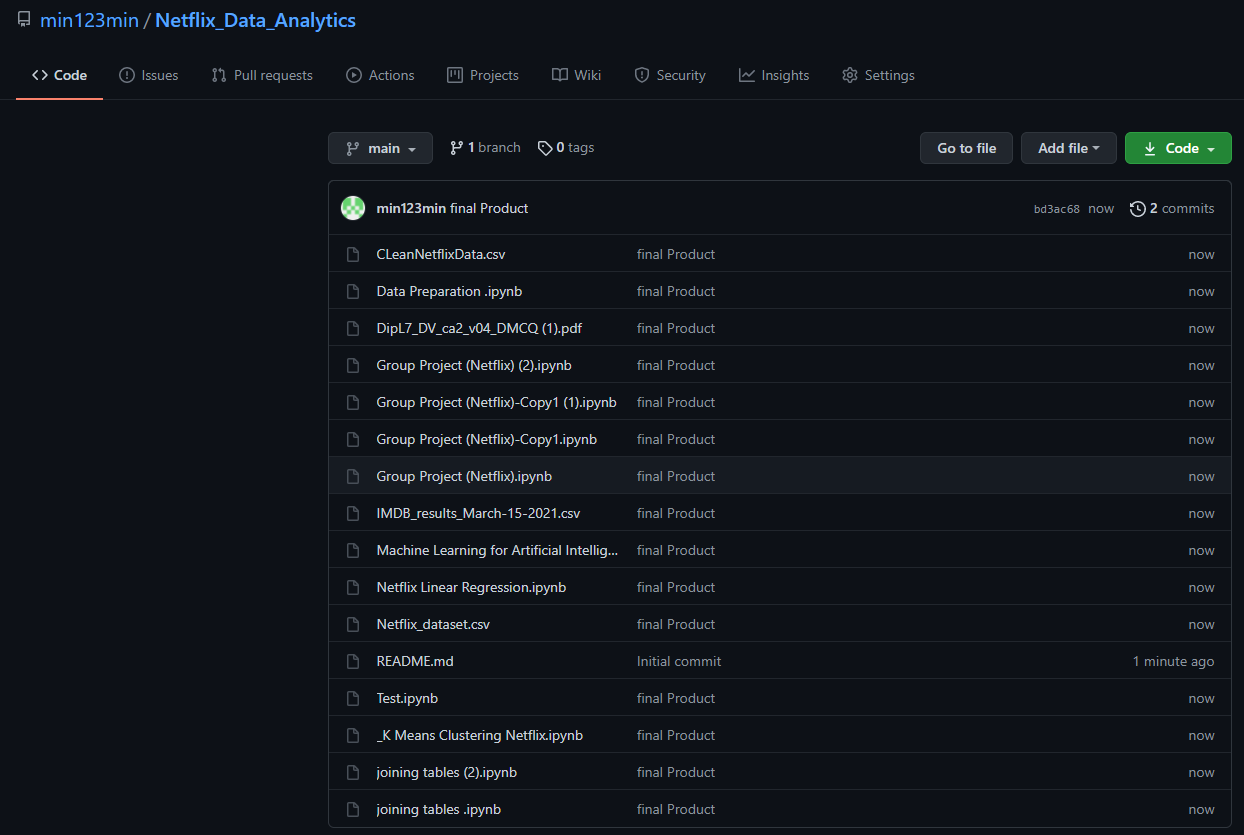 min123min / Netflix_Data_Analytics
Code Issues Pull requests Actions Projects Wiki Security Insights Settings
main 1 branch 0 tags Go to file Add file Code
min123min final Product bd3ac68 now 2 commits
CLeanNetflixData.csv final Product now
Data Preparation .ipynb final Product now
DipL7_DV_ca2_v04_DMCQ (1).pdf final Product now
Group Project (Netflix) (2).ipynb final Product now
Group Project (Netflix)-Copy1 (1).ipynb final Product now
Group Project (Netflix)-Copy1.ipynb final Product now
Group Project (Netflix).ipynb final Product now
IMDB_results_March-15-2021.csv final Product now
Machine Learning for Artificial Intellig... final Product now
Netflix Linear Regression.ipynb final Product now
Netflix_dataset.csv final Product now
README.md Initial commit 1 minute ago
Test.ipynb final Product now
_K Means Clustering Netflix.ipynb final Product now
joining tables (2).ipynb final Product now
joining tables .ipynb final Product now